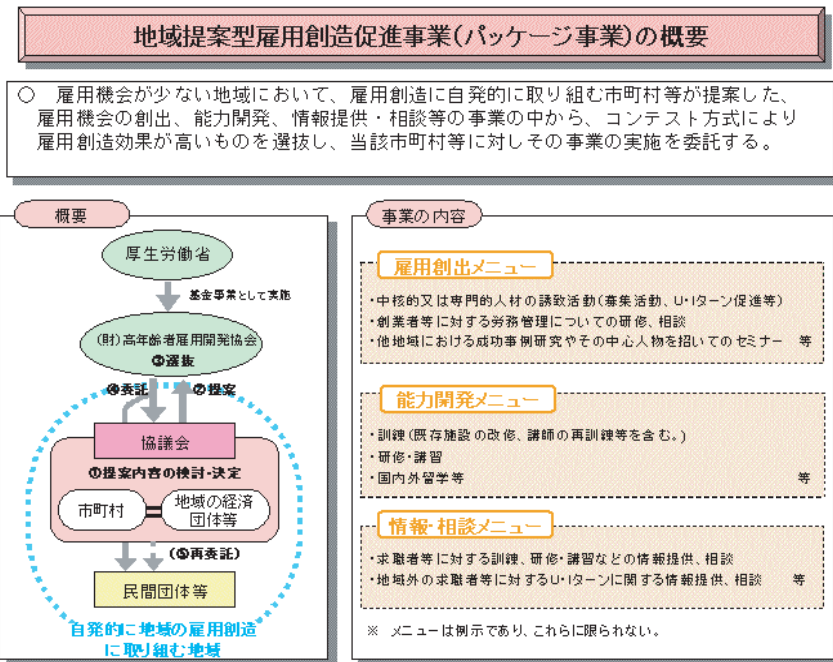 地域提案型雇用創造促進事業(パッケージ事業)の概要
○ 雇用機会が少ない地域において、雇用創造に自発的に取り組む市町村等が提案した、
雇用機会の創出、能力開発、情報提供・相談等の事業の中から、コンテスト方式により
雇用創造効果が高いものを選抜し、当該市町村等に対しその事業の実施を委託する。
概要
厚生労働省
基金事業として実施
(財)高年齢者雇用開発協会
③選抜
④委託 ②提案
協議会
①提案内容の検討・決定
市町村 = 地域の経済
団体等
(⑤再委託)
民間団体等
自発的に地域の雇用創造
に取り組む地域
事業の内容
雇用創出メニュー
・中核的又は専門的人材の誘致活動(募集活動、U・Iターン促進等)
・創業者等に対する労務管理についての研修、相談
・他地域における成功事例研究やその中心人物を招いてのセミナー 等
能力開発メニュー
・訓練(既存施設の改修、講師の再訓練等を含む。)
・研修・講習
・国内外留学等 等
情報・相談メニュー
・求職者等に対する訓練、研修・講習などの情報提供、相談
・地域外の求職者等に対するU・Iターンに関する情報提供、相談 等
※ メニューは例示であり、これらに限られない。